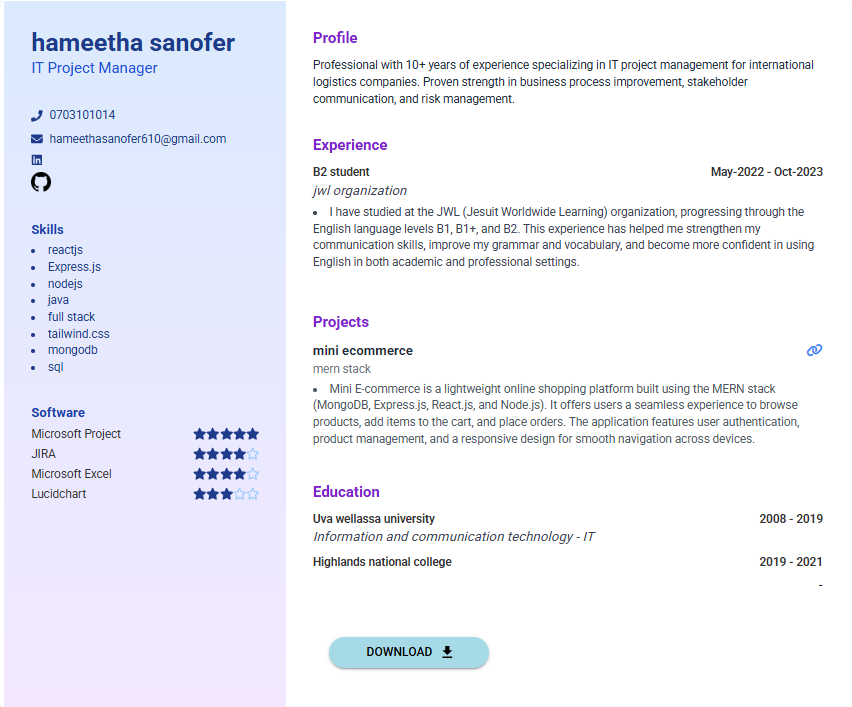 hameetha sanofer
IT Project Manager
0703101014
hameethasanofer610@gmail.com
in
Skills
• reactjs
• Express.js
• nodejs
• java
• full stack
• tailwind.css
• mongodb
• sql
Software
Microsoft Project
JIRA
Microsoft Excel
Lucidchart
Profile
Professional with 10+ years of experience specializing in IT project management for international
logistics companies. Proven strength in business process improvement, stakeholder
communication, and risk management.
Experience
B2 student May-2022 - Oct-2023
jwl organization
• I have studied at the JWL (Jesuit Worldwide Learning) organization, progressing through the
English language levels B1, B1+, and B2. This experience has helped me strengthen my
communication skills, improve my grammar and vocabulary, and become more confident in using
English in both academic and professional settings.
Projects
mini ecommerce
mern stack
• Mini E-commerce is a lightweight online shopping platform built using the MERN stack
(MongoDB, Express.js, React.js, and Node.js). It offers users a seamless experience to browse
products, add items to the cart, and place orders. The application features user authentication,
product management, and a responsive design for smooth navigation across devices.
Education
Uva wellassa university 2008 - 2019
Information and communication technology - IT
Highlands national college 2019 - 2021
-
DOWNLOAD